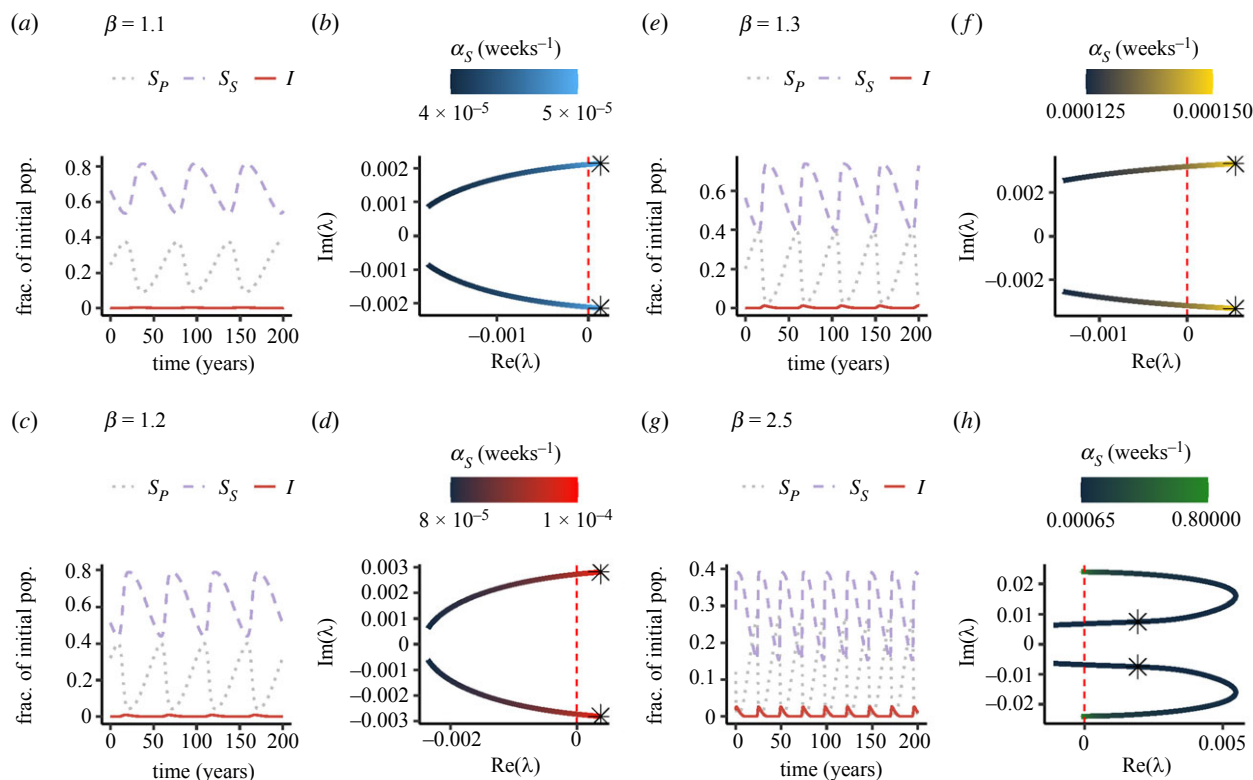 (a) β = 1.1
S_P S_S I
frac. of initial pop.
0.8
0.6
0.4
0.2
0
0 50 100 150 200
time (years)
(b)
α_S (weeks⁻¹)
4 × 10⁻⁵ 5 × 10⁻⁵
Im(λ)
0.002
0.001
0
−0.001
−0.002
−0.001 0
Re(λ)
(e) β = 1.3
S_P S_S I
frac. of initial pop.
0.6
0.4
0.2
0
0 50 100 150 200
time (years)
(f)
α_S (weeks⁻¹)
0.000125 0.000150
Im(λ)
0.002
0
−0.002
−0.001 0
Re(λ)
(c) β = 1.2
S_P S_S I
frac. of initial pop.
0.8
0.6
0.4
0.2
0
0 50 100 150 200
time (years)
(d)
α_S (weeks⁻¹)
8 × 10⁻⁵ 1 × 10⁻⁴
Im(λ)
0.003
0.002
0.001
0
−0.001
−0.002
−0.003
−0.002 0
Re(λ)
(g) β = 2.5
S_P S_S I
frac. of initial pop.
0.4
0.3
0.2
0.1
0
0 50 100 150 200
time (years)
(h)
α_S (weeks⁻¹)
0.00065 0.80000
Im(λ)
0.02
0.01
0
−0.01
−0.02
0 0.005
Re(λ)